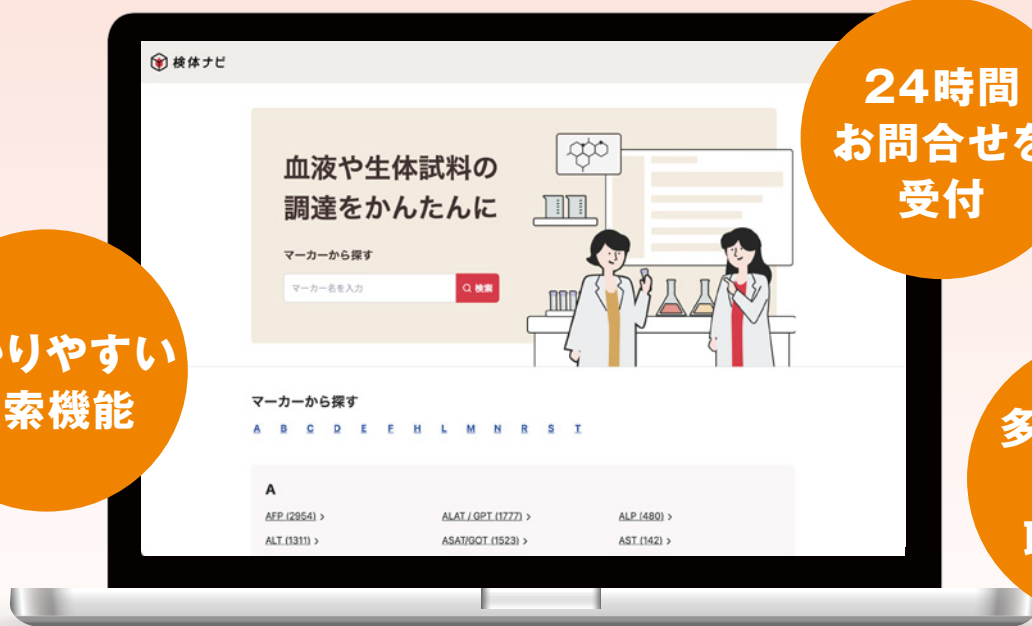 検体ナビ
血液や生体試料の
調達をかんたんに
マーカーから探す
マーカー名を入力
検索
24時間
お問合せを
受付
りやすい
索機能
マーカーから探す
A B C D E F H L M N R S T
A
AFP (2954) >
ALAT / GPT (1777) >
ALP (480) >
ALT (1311) >
ASAT/GOT (1523) >
AST (142) >
多